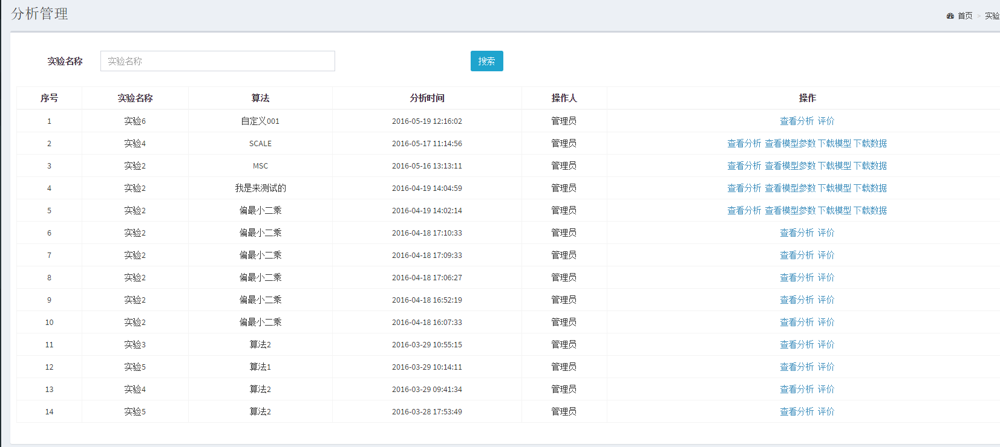 分析管理
首页 > 实验
实验名称 实验名称 搜索
序号 实验名称 算法 分析时间 操作人 操作
1 实验6 自定义001 2016-05-19 12:16:02 管理员 查看分析 评价
2 实验4 SCALE 2016-05-17 11:14:56 管理员 查看分析 查看模型参数 下载模型 下载数据
3 实验2 MSC 2016-05-16 13:13:11 管理员 查看分析 查看模型参数 下载模型 下载数据
4 实验2 我是来测试的 2016-04-19 14:04:59 管理员 查看分析 查看模型参数 下载模型 下载数据
5 实验2 偏最小二乘 2016-04-19 14:02:14 管理员 查看分析 查看模型参数 下载模型 下载数据
6 实验2 偏最小二乘 2016-04-18 17:10:33 管理员 查看分析 评价
7 实验2 偏最小二乘 2016-04-18 17:09:33 管理员 查看分析 评价
8 实验2 偏最小二乘 2016-04-18 17:06:27 管理员 查看分析 评价
9 实验2 偏最小二乘 2016-04-18 16:52:19 管理员 查看分析 评价
10 实验2 偏最小二乘 2016-04-18 16:07:33 管理员 查看分析 评价
11 实验3 算法2 2016-03-29 10:55:15 管理员 查看分析 评价
12 实验5 算法1 2016-03-29 10:14:11 管理员 查看分析 评价
13 实验4 算法2 2016-03-29 09:41:34 管理员 查看分析 评价
14 实验5 算法2 2016-03-28 17:53:49 管理员 查看分析 评价